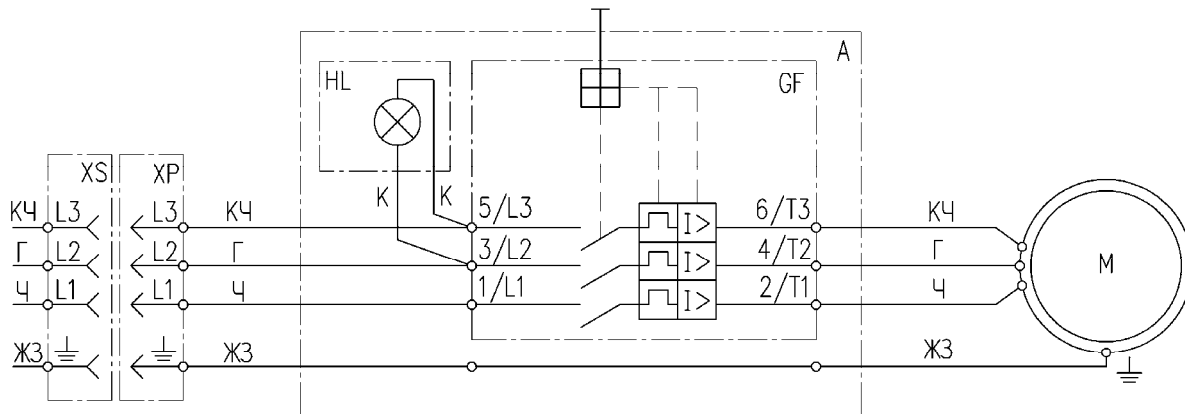 A
HL
GF
XS
XP
К
К
КЧ
L3
L3
КЧ
5/L3
I>
6/T3
КЧ
Г
L2
L2
Г
3/L2
I>
4/T2
Г
M
Ч
L1
L1
Ч
1/L1
I>
2/T1
Ч
ЖЗ
ЖЗ
ЖЗ